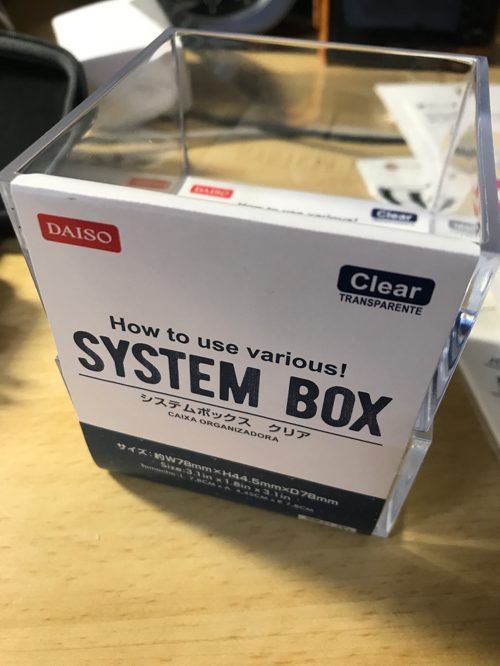 DAISO
Clear
DAISO
Clear
TRANSPARENTE
How to use various!
SYSTEM BOX
システムボックス クリア
CAIXA ORGANIZADORA
サイズ:約W78mm×H44.5mm×D78mm
Size:3.1in x 1.8in x 3.1in